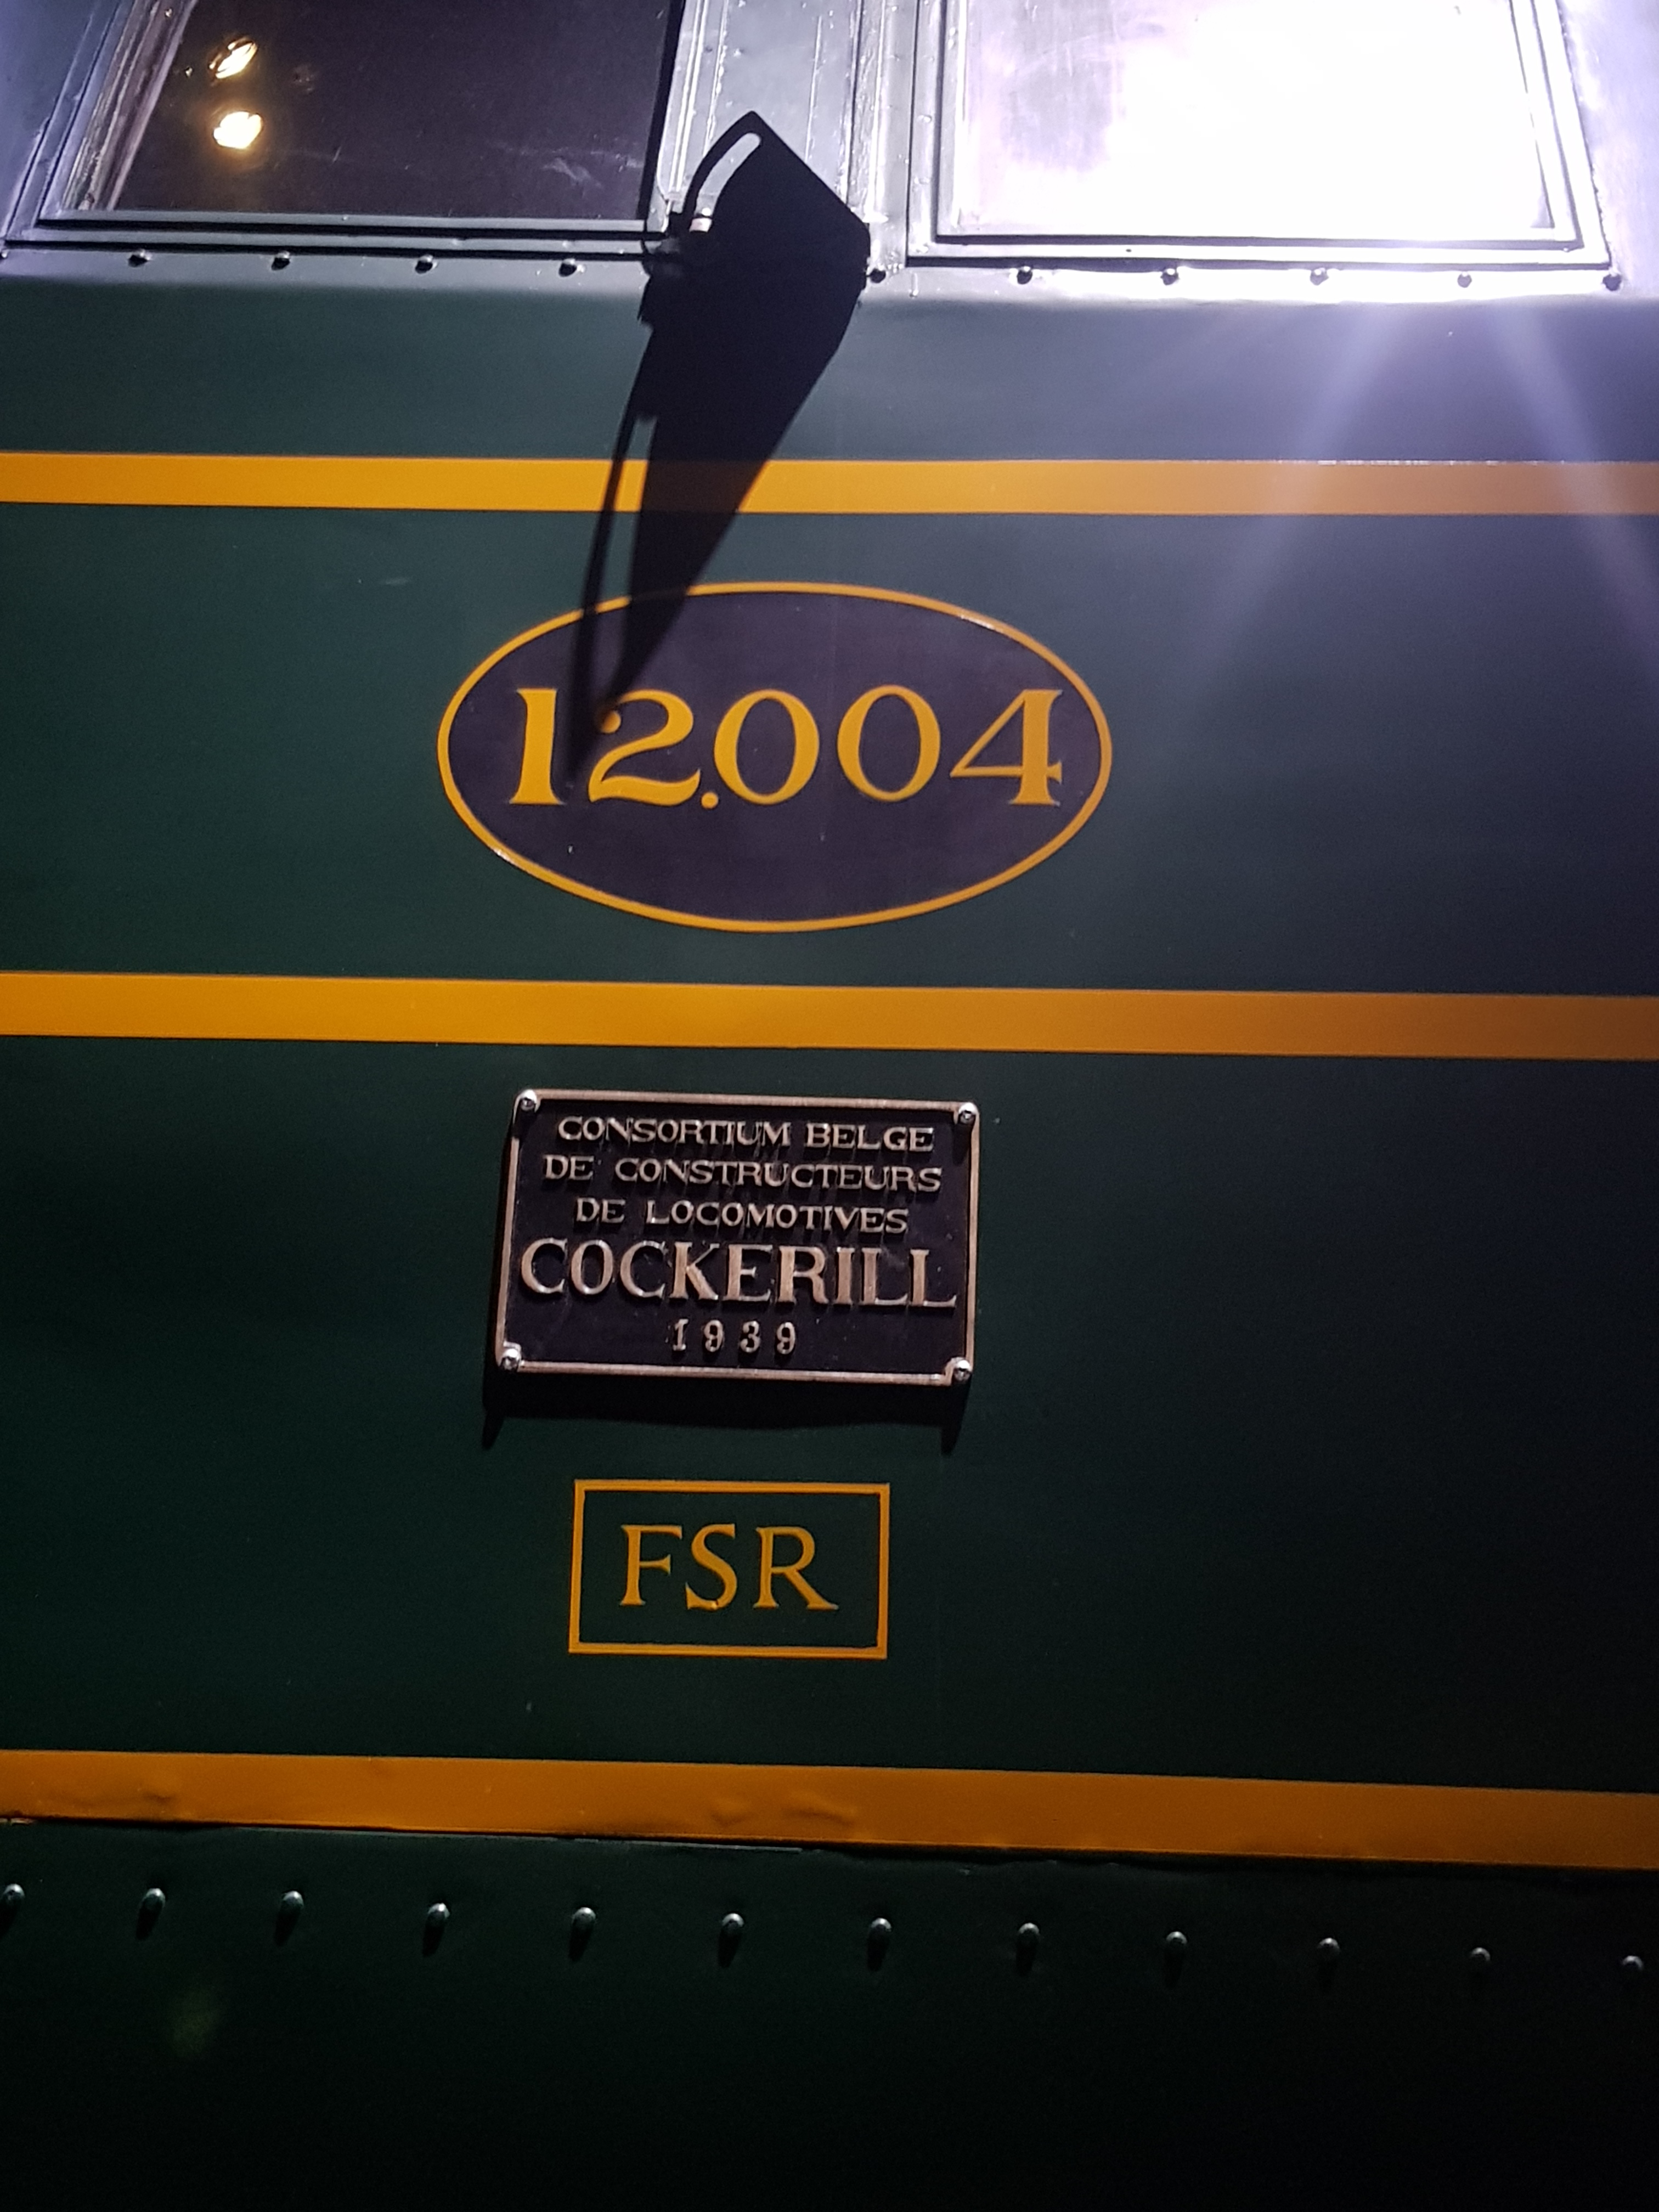 12.004
CONSORTIUM BELGE
DE CONSTRUCTEURS
DE LOCOMOTIVES
COCKERILL
1939
FSR